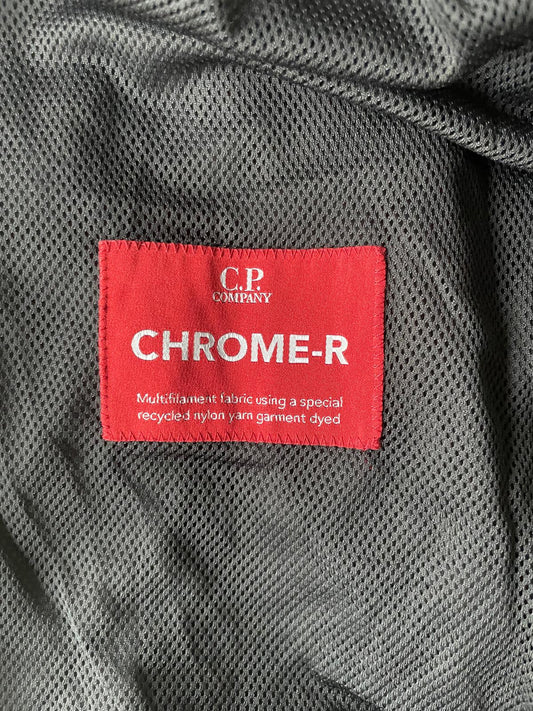 C.P.
COMPANY
CHROME-R
Multifilament fabric using a special
recycled nylon yarn garment dyed